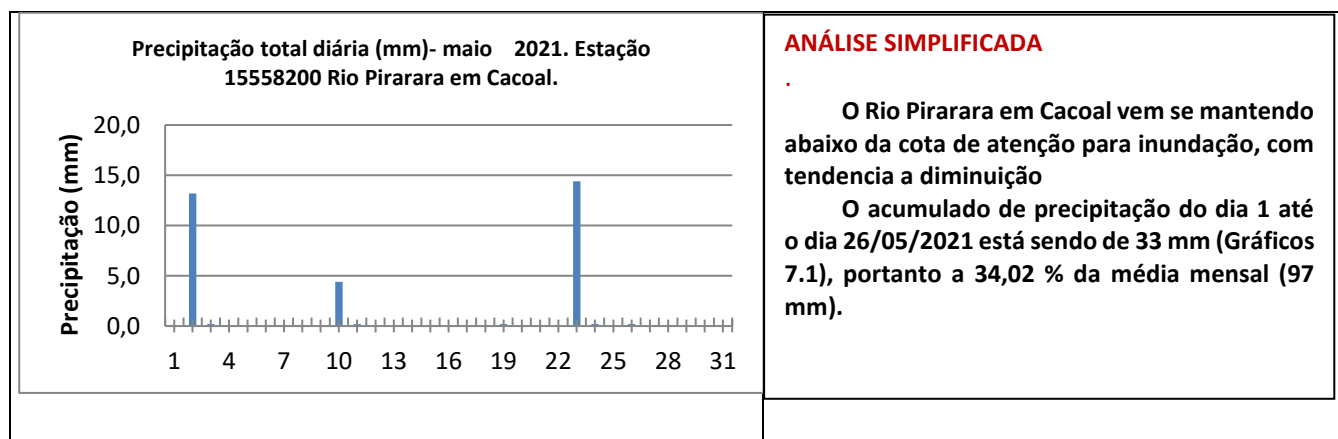 Precipitação total diária (mm)- maio   2021. Estação
15558200 Rio Pirarara em Cacoal.
Precipitação (mm)
20,0
15,0
10,0
5,0
0,0
1 4 7 10 13 16 19 22 25 28 31
ANÁLISE SIMPLIFICADA
.
O Rio Pirarara em Cacoal vem se mantendo
abaixo da cota de atenção para inundação, com
tendencia a diminuição
O acumulado de precipitação do dia 1 até
o dia 26/05/2021 está sendo de 33 mm (Gráficos
7.1), portanto a 34,02 % da média mensal (97
mm).